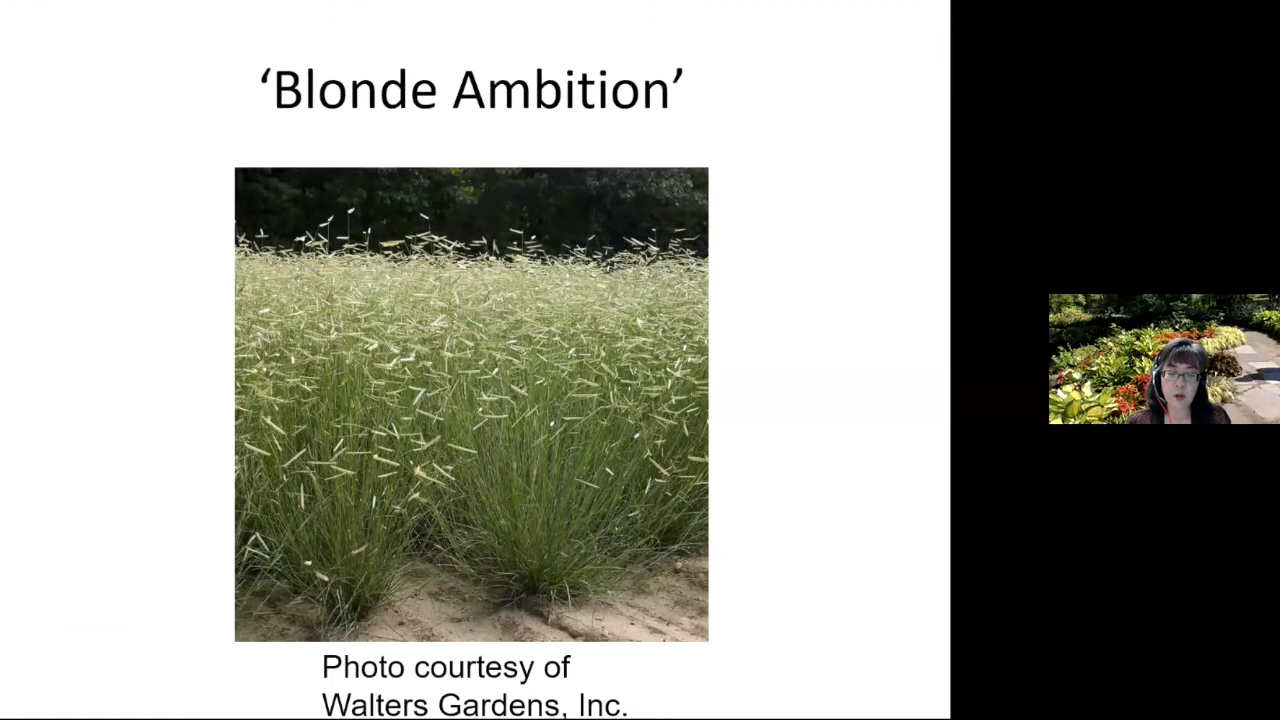 ‘Blonde Ambition’
Photo courtesy of
Walters Gardens, Inc.